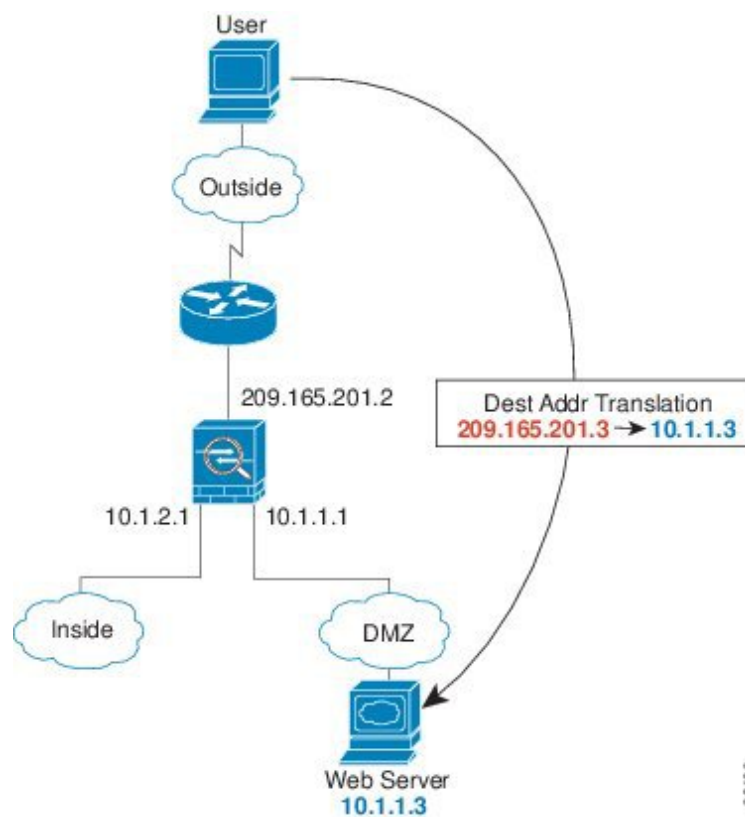 User
Outside
209.165.201.2
Dest Addr Translation
209.165.201.3 → 10.1.1.3
10.1.2.1
10.1.1.1
Inside
DMZ
Web Server
10.1.1.3